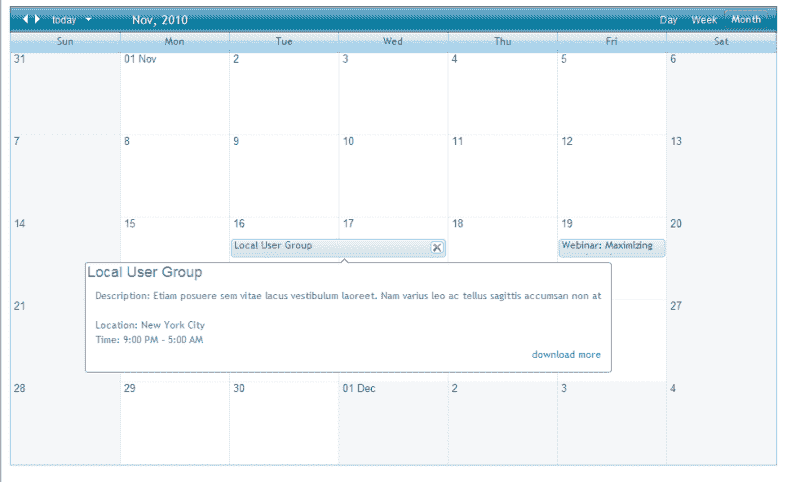 today Nov, 2010 Day Week Month
Sun Mon Tue Wed Thu Fri Sat
31 01 Nov 2 3 4 5 6
7 8 9 10 11 12 13
14 15 16 17 18 19 20
Local User Group Webinar: Maximizing
Local User Group
Description: Etiam posuere sem vitae lacus vestibulum laoreet. Nam varius leo ac tellus sagittis accumsan non at
21 27
Location: New York City
Time: 9:00 PM - 5:00 AM
download more
28 29 30 01 Dec 2 3 4